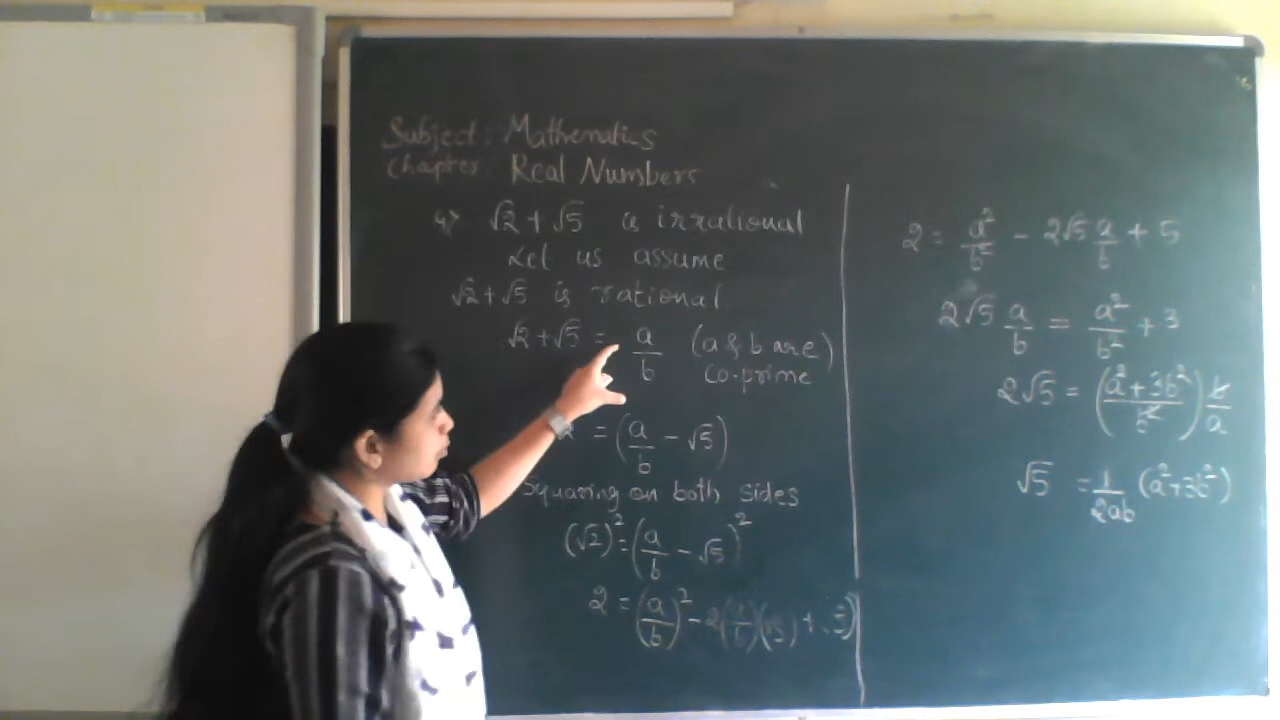 Subject: Mathematics
Chapter: Real Numbers
4) √2 + √5 is irrational
Let us assume
√2 + √5 is rational
√2 + √5 = a/b (a & b are co-prime)
2 = (a/b - √5)
Squaring on both sides
(√2)² = (a/b - √5)²
2 = (a/b)² - 2(a/b)(√5) +
2 = a²/b² - 2√5 a/b + 5
2√5 a/b = a²/b² + 3
2√5 = (a² + 3b²/b²) b/a
√5 = 1/2ab (a² + 3b²)